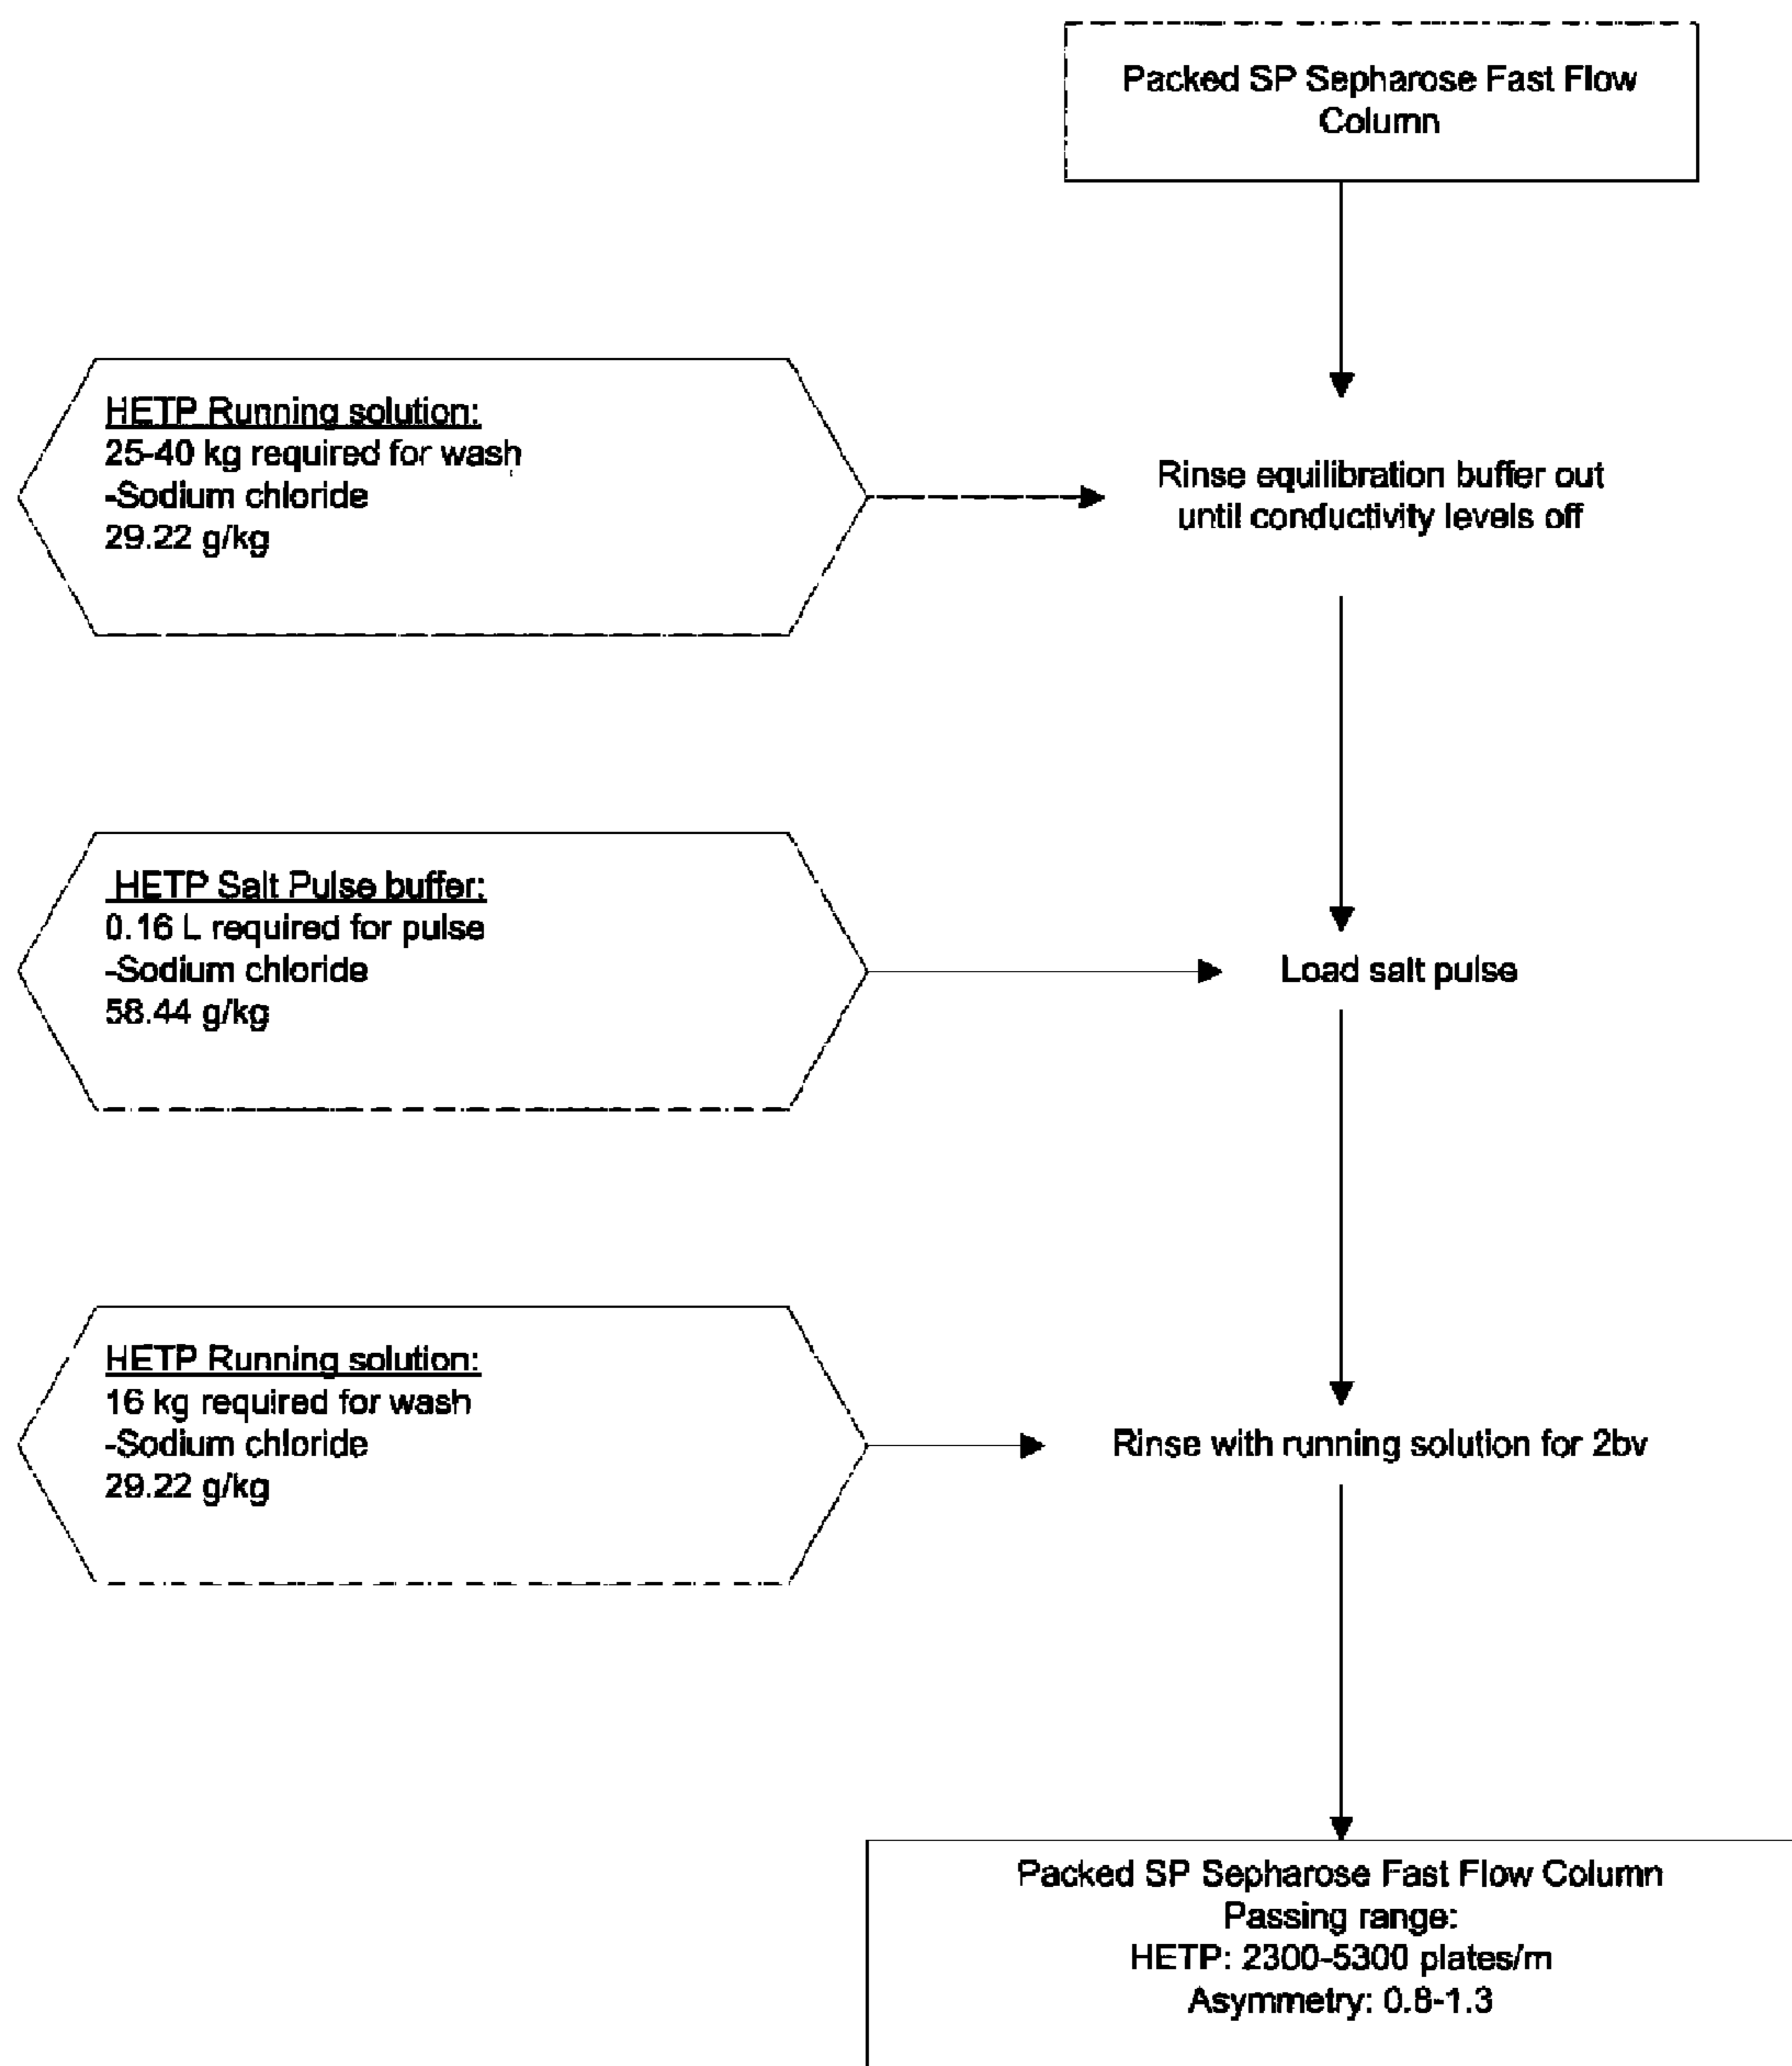 Packed SP Sepharose Fast Flow
Column
HETP Running solution:
25-40 kg required for wash
-Sodium chloride
29.22 g/kg
Rinse equilibration buffer out
until conductivity levels off
HETP Salt Pulse buffer:
0.16 L required for pulse
-Sodium chloride
58.44 g/kg
Load salt pulse
HETP Running solution:
16 kg required for wash
-Sodium chloride
29.22 g/kg
Rinse with running solution for 2bv
Packed SP Sepharose Fast Flow Column
Passing range:
HETP: 2300-5300 plates/m
Asymmetry: 0.8-1.3